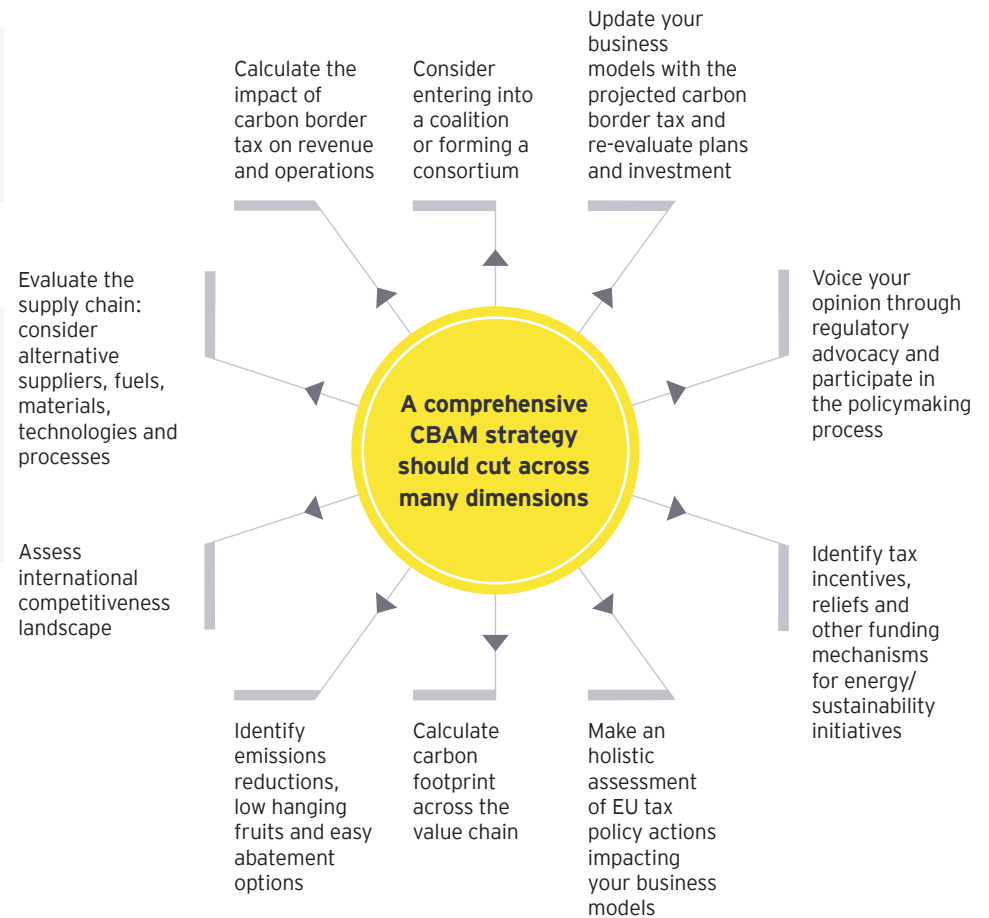 Calculate the
impact of
carbon border
tax on revenue
and operations
Consider
entering into
a coalition
or forming a
consortium
Update your
business
models with the
projected carbon
border tax and
re-evaluate plans
and investment
Evaluate the
supply chain:
consider
alternative
suppliers, fuels,
materials,
technologies and
processes
Voice your
opinion through
regulatory
advocacy and
participate in
the policymaking
process
A comprehensive
CBAM strategy
should cut across
many dimensions
Assess
international
competitiveness
landscape
Identify tax
incentives,
reliefs and
other funding
mechanisms
for energy/
sustainability
initiatives
Identify
emissions
reductions,
low hanging
fruits and easy
abatement
options
Calculate
carbon
footprint
across the
value chain
Make an
holistic
assessment
of EU tax
policy actions
impacting
your business
models